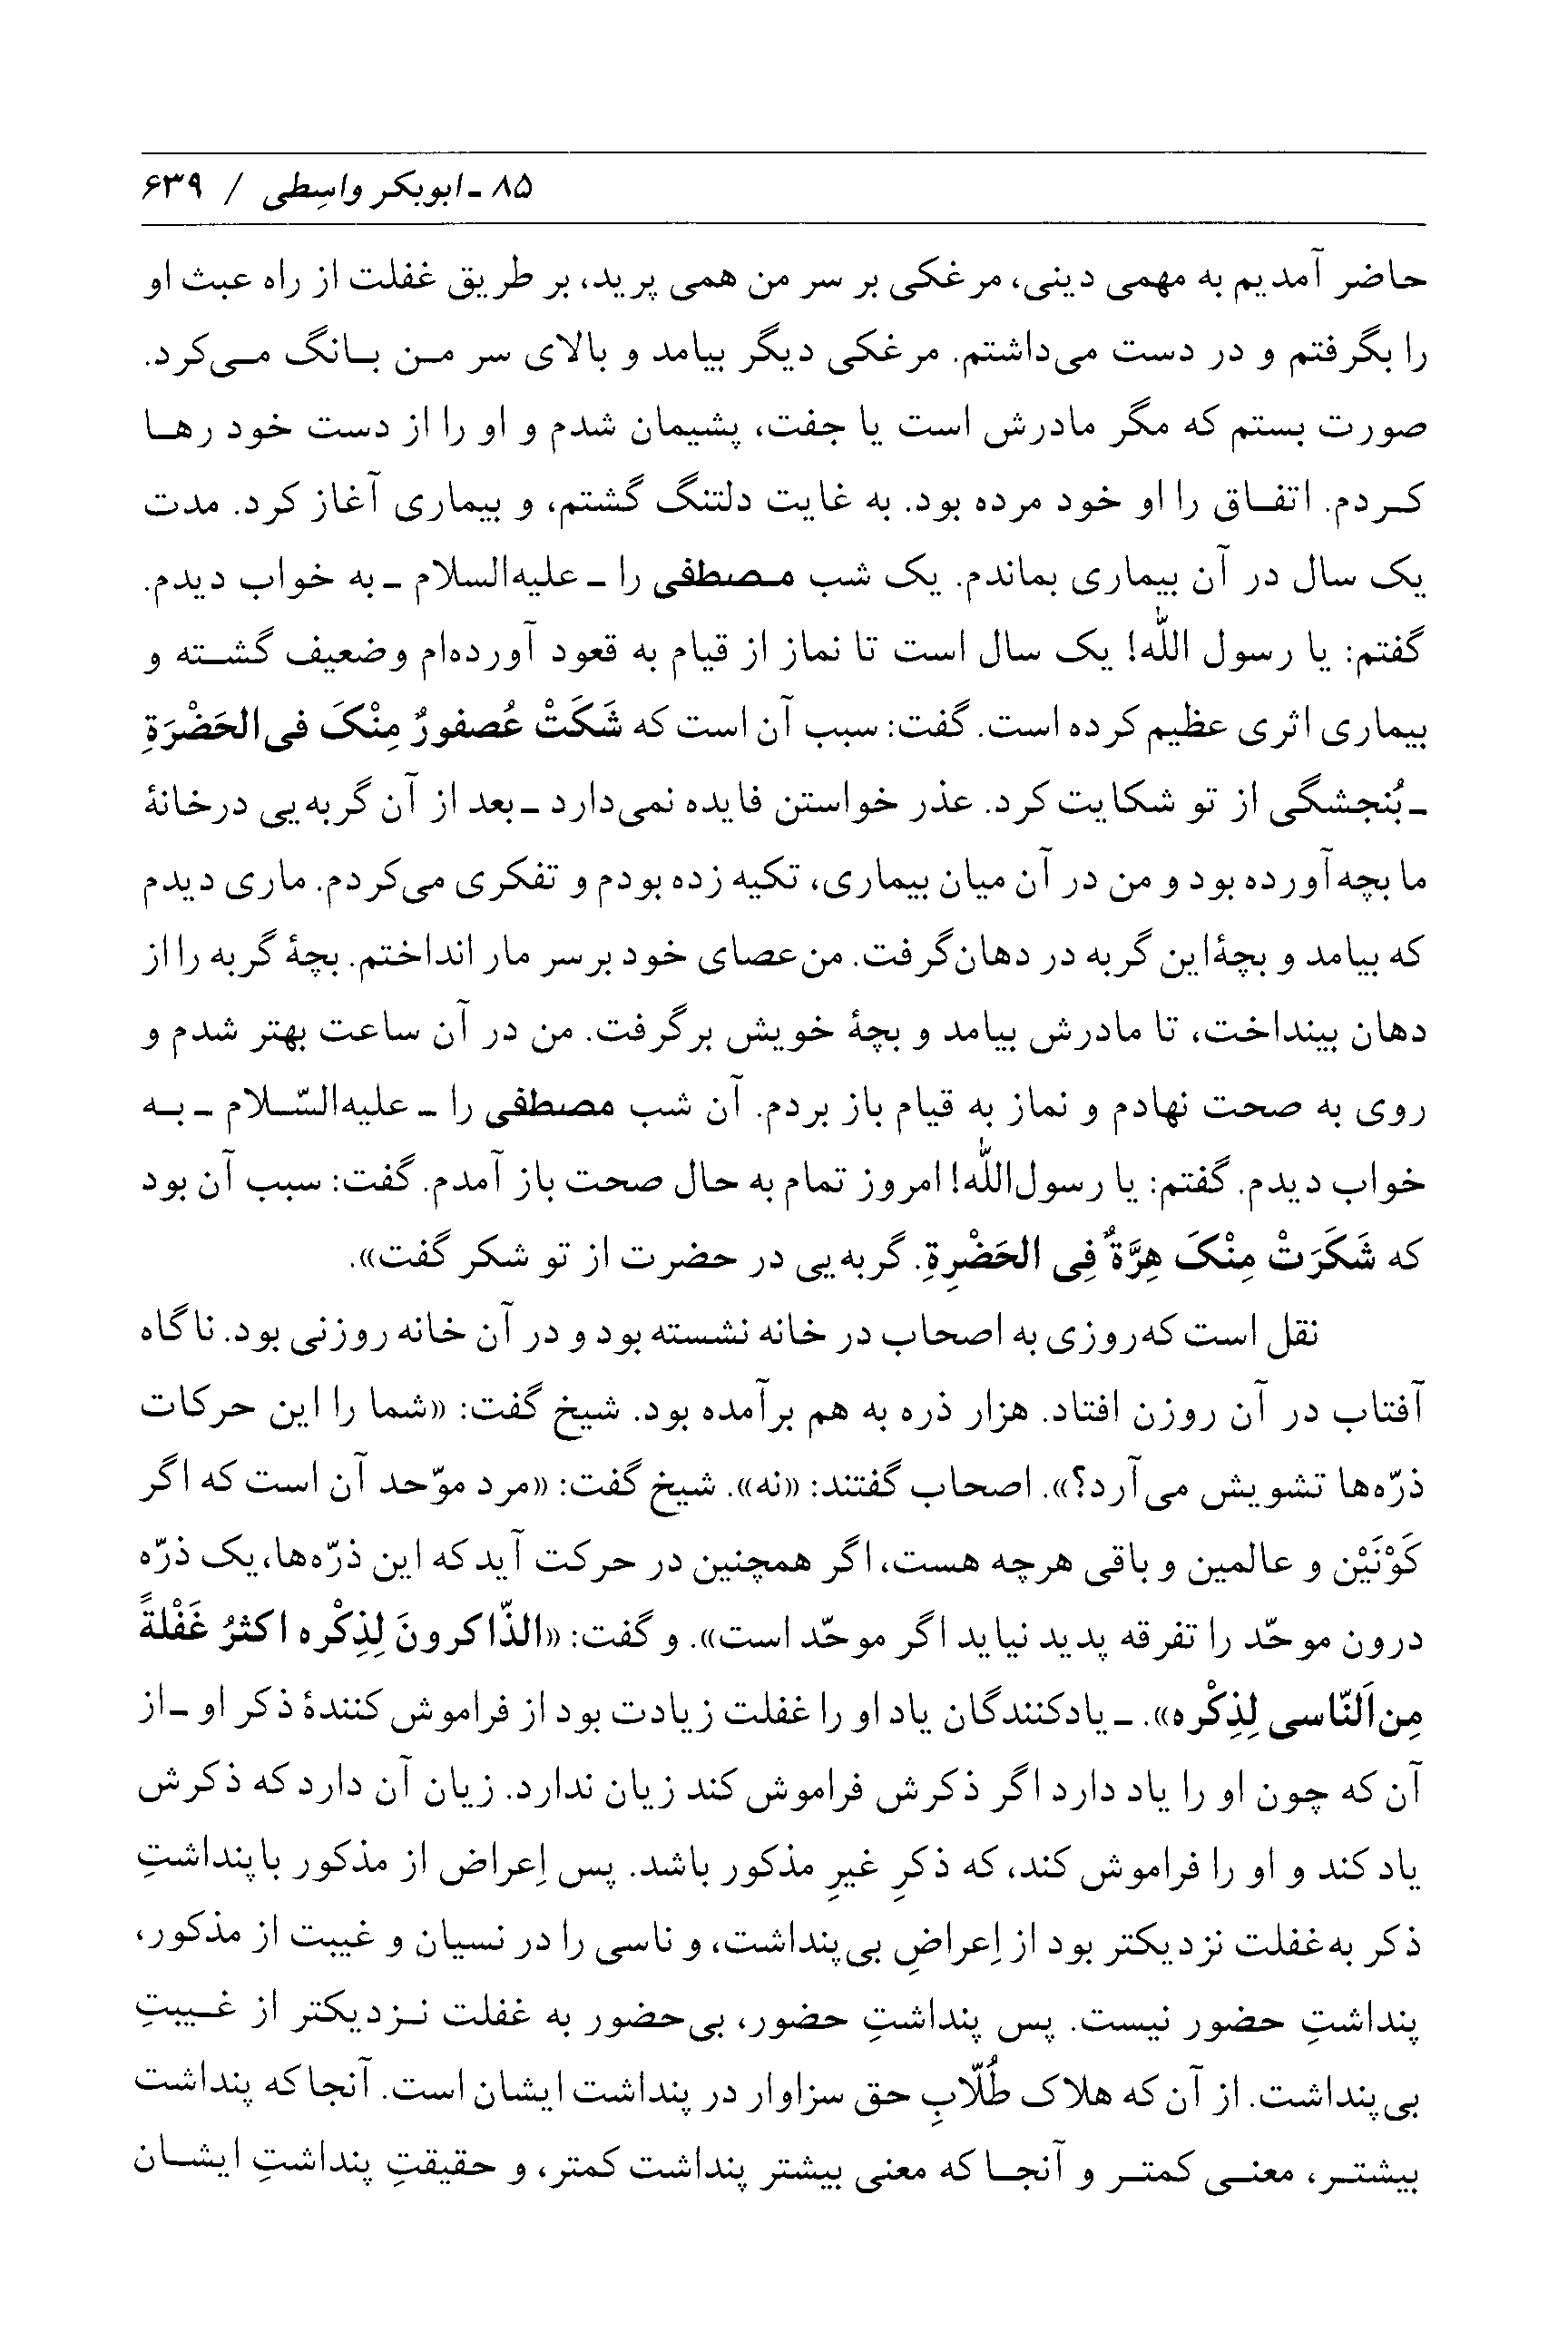 ۸۵ ـ ابوبکر واسِطی / ۶۳۹
حاضر آمدیم به مهمی دینی، مرغکی بر سر من همی پرید، بر طریق غفلت از راه عبث او
را بگرفتم و در دست می‌داشتم. مرغکی دیگر بیامد و بالای سر من بانگ می‌کرد.
صورت بستم که مگر مادرش است یا جفت، پشیمان شدم و او را از دست خود رها
کردم. اتفاق را او خود مرده بود. به غایت دلتنگ گشتم، و بیماری آغاز کرد. مدت
یک سال در آن بیماری بماندم. یک شب مصطفی را ـ علیه‌السلام ـ به خواب دیدم.
گفتم: یا رسول اللّٰه! یک سال است تا نماز از قیام به قعود آورده‌ام وضعیف گشته و
بیماری اثری عظیم کرده است. گفت: سبب آن است که شَکَتْ عُصفورٌ مِنْکَ فی‌الحَضْرَةِ
ـ بُنجشگی از تو شکایت کرد. عذر خواستن فایده نمی‌دارد ـ بعد از آن گربه‌یی درخانهٔ
ما بچه‌آورده بود و من در آن میان بیماری، تکیه زده بودم و تفکری می‌کردم. ماری دیدم
که بیامد و بچهٔ‌این گربه در دهان‌گرفت. من‌عصای خود برسر مار انداختم. بچهٔ گربه را از
دهان بینداخت، تا مادرش بیامد و بچهٔ خویش برگرفت. من در آن ساعت بهتر شدم و
روی به صحت نهادم و نماز به قیام باز بردم. آن شب مصطفی را ـ علیه‌السّلام ـ به
خواب دیدم. گفتم: یا رسول‌اللّٰه! امروز تمام به حال صحت باز آمدم. گفت: سبب آن بود
که شَکَرَتْ مِنْکَ هِرَّةٌ فِی الحَضْرِةِ. گربه‌یی در حضرت از تو شکر گفت».
نقل است که‌روزی به اصحاب در خانه نشسته بود و در آن خانه روزنی بود. ناگاه
آفتاب در آن روزن افتاد. هزار ذره به هم برآمده بود. شیخ گفت: «شما را این حرکات
ذرّه‌ها تشویش می‌آرد؟». اصحاب گفتند: «نه». شیخ گفت: «مرد موّحد آن است که اگر
کَوْنَیْن و عالمین و باقی هرچه هست، اگر همچنین در حرکت آید که این ذرّه‌ها، یک ذرّه
درون موحّد را تفرقه پدید نیاید اگر موحّد است». و گفت: «الذّاکرونَ لِذِکْره اکثرُ غَفْلةً
مِن‌اَلنّاسی لِذِکْره». ـ یادکنندگان یاد او را غفلت زیادت بود از فراموش کنندهٔ ذکر او ـ از
آن که چون او را یاد دارد اگر ذکرش فراموش کند زیان ندارد. زیان آن دارد که ذکرش
یاد کند و او را فراموش کند، که ذکرِ غیرِ مذکور باشد. پس اِعراض از مذکور با پنداشتِ
ذکر به‌غفلت نزدیکتر بود از اِعراضِ بی‌پنداشت، و ناسی را در نسیان و غیبت از مذکور،
پنداشتِ حضور نیست. پس پنداشتِ حضور، بی‌حضور به غفلت نزدیکتر از غیبتِ
بی‌پنداشت. از آن که هلاک طُلّابِ حق سزاوار در پنداشت ایشان است. آنجا که پنداشت
بیشتر، معنی کمتر و آنجا که معنی بیشتر پنداشت کمتر، و حقیقتِ پنداشتِ ایشان